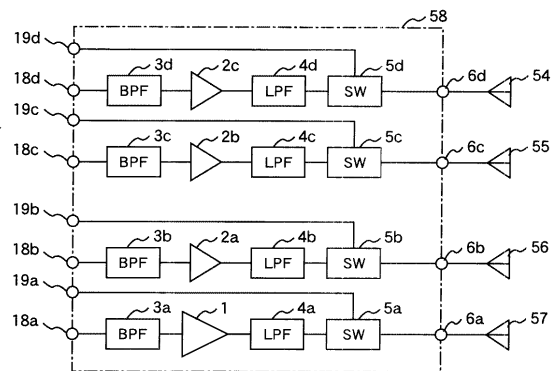 58
19d 3d 2c 4d 5d 6d 54
18d BPF LPF SW
19c 3c 2b 4c 5c 6c 55
18c BPF LPF SW
19b 3b 2a 4b 5b 6b 56
18b BPF LPF SW
19a 3a 1 4a 5a 6a 57
18a BPF LPF SW